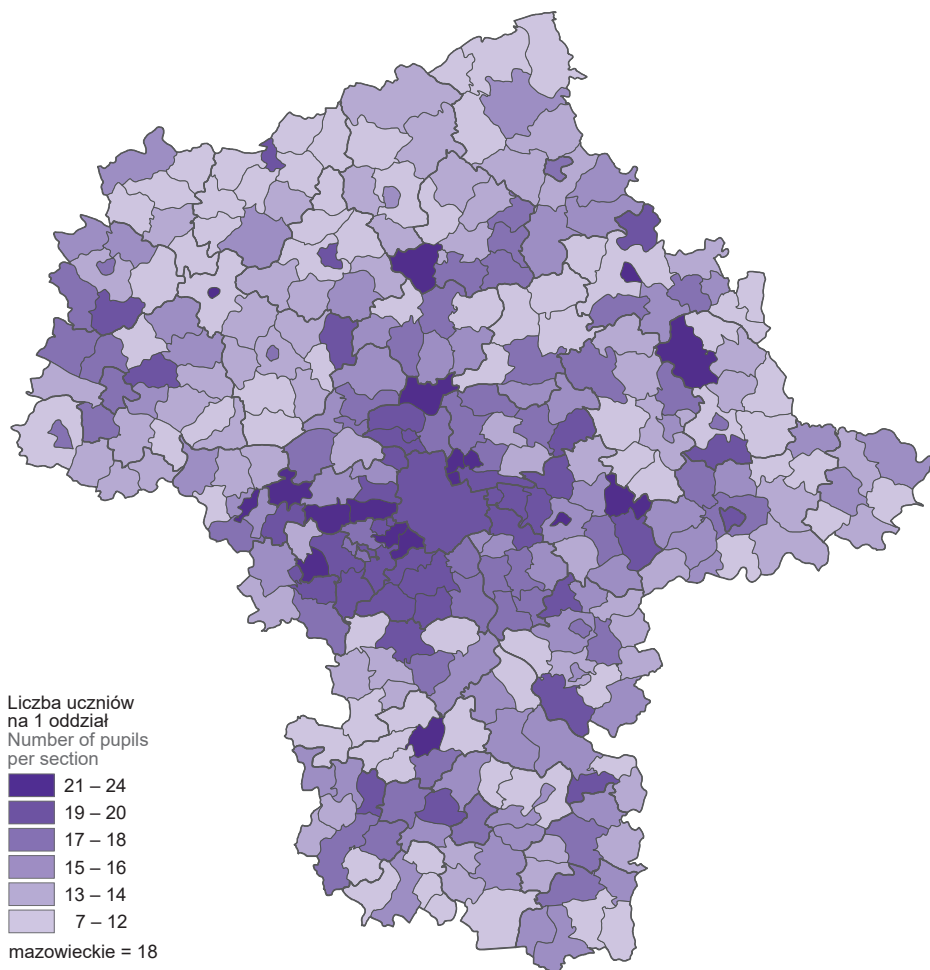 Liczba uczniów
na 1 oddział
Number of pupils
per section
21 – 24
19 – 20
17 – 18
15 – 16
13 – 14
7 – 12
mazowieckie = 18